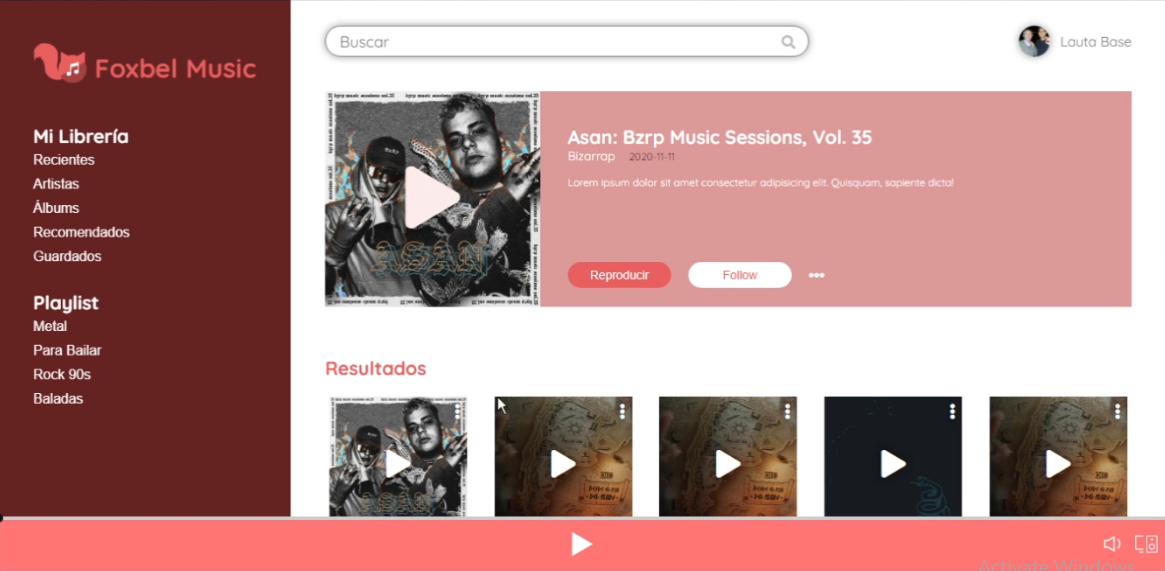 Foxbel Music
Mi Librería
Recientes
Artistas
Álbums
Recomendados
Guardados
Playlist
Metal
Para Bailar
Rock 90s
Baladas
Buscar
Lauta Base
ASAN
Asan: Bzrp Music Sessions, Vol. 35
Bizarrap 2020-11-11
Lorem ipsum dolor sit amet consectetur adipisicing elit. Quisquam, sapiente dicta!
Reproducir Follow
Resultados
ASAN
Activate Windows